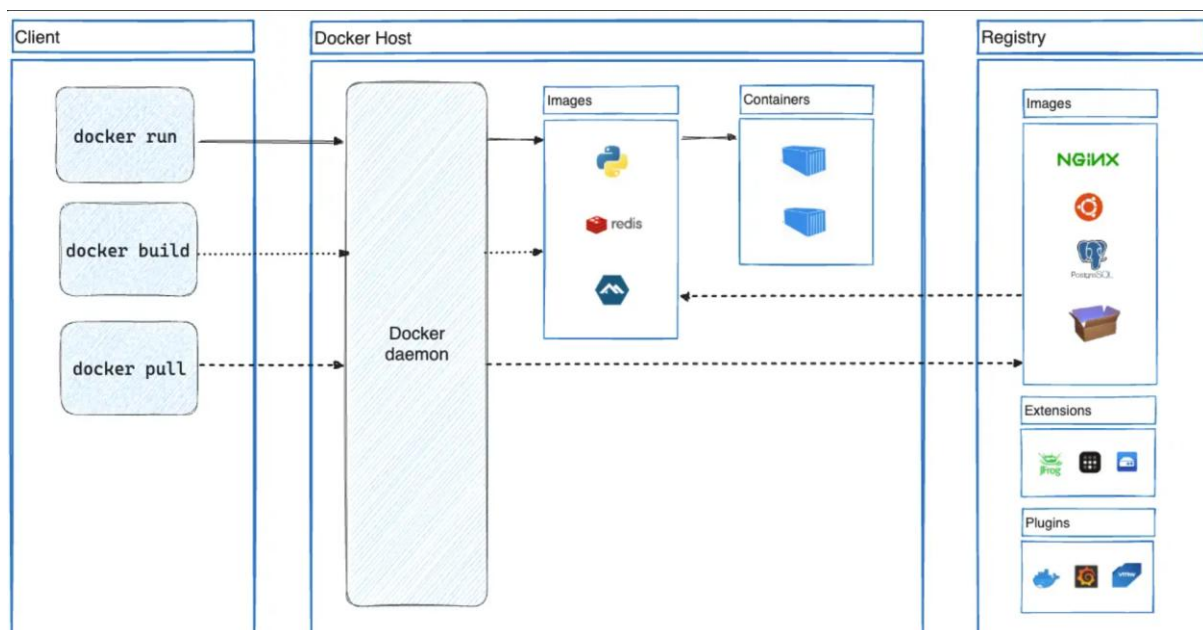 Client
docker run
docker build
docker pull
Docker Host
Docker
daemon
Images
redis
Containers
Registry
Images
NGINX
PostgreSQL
Extensions
JFrog
Plugins